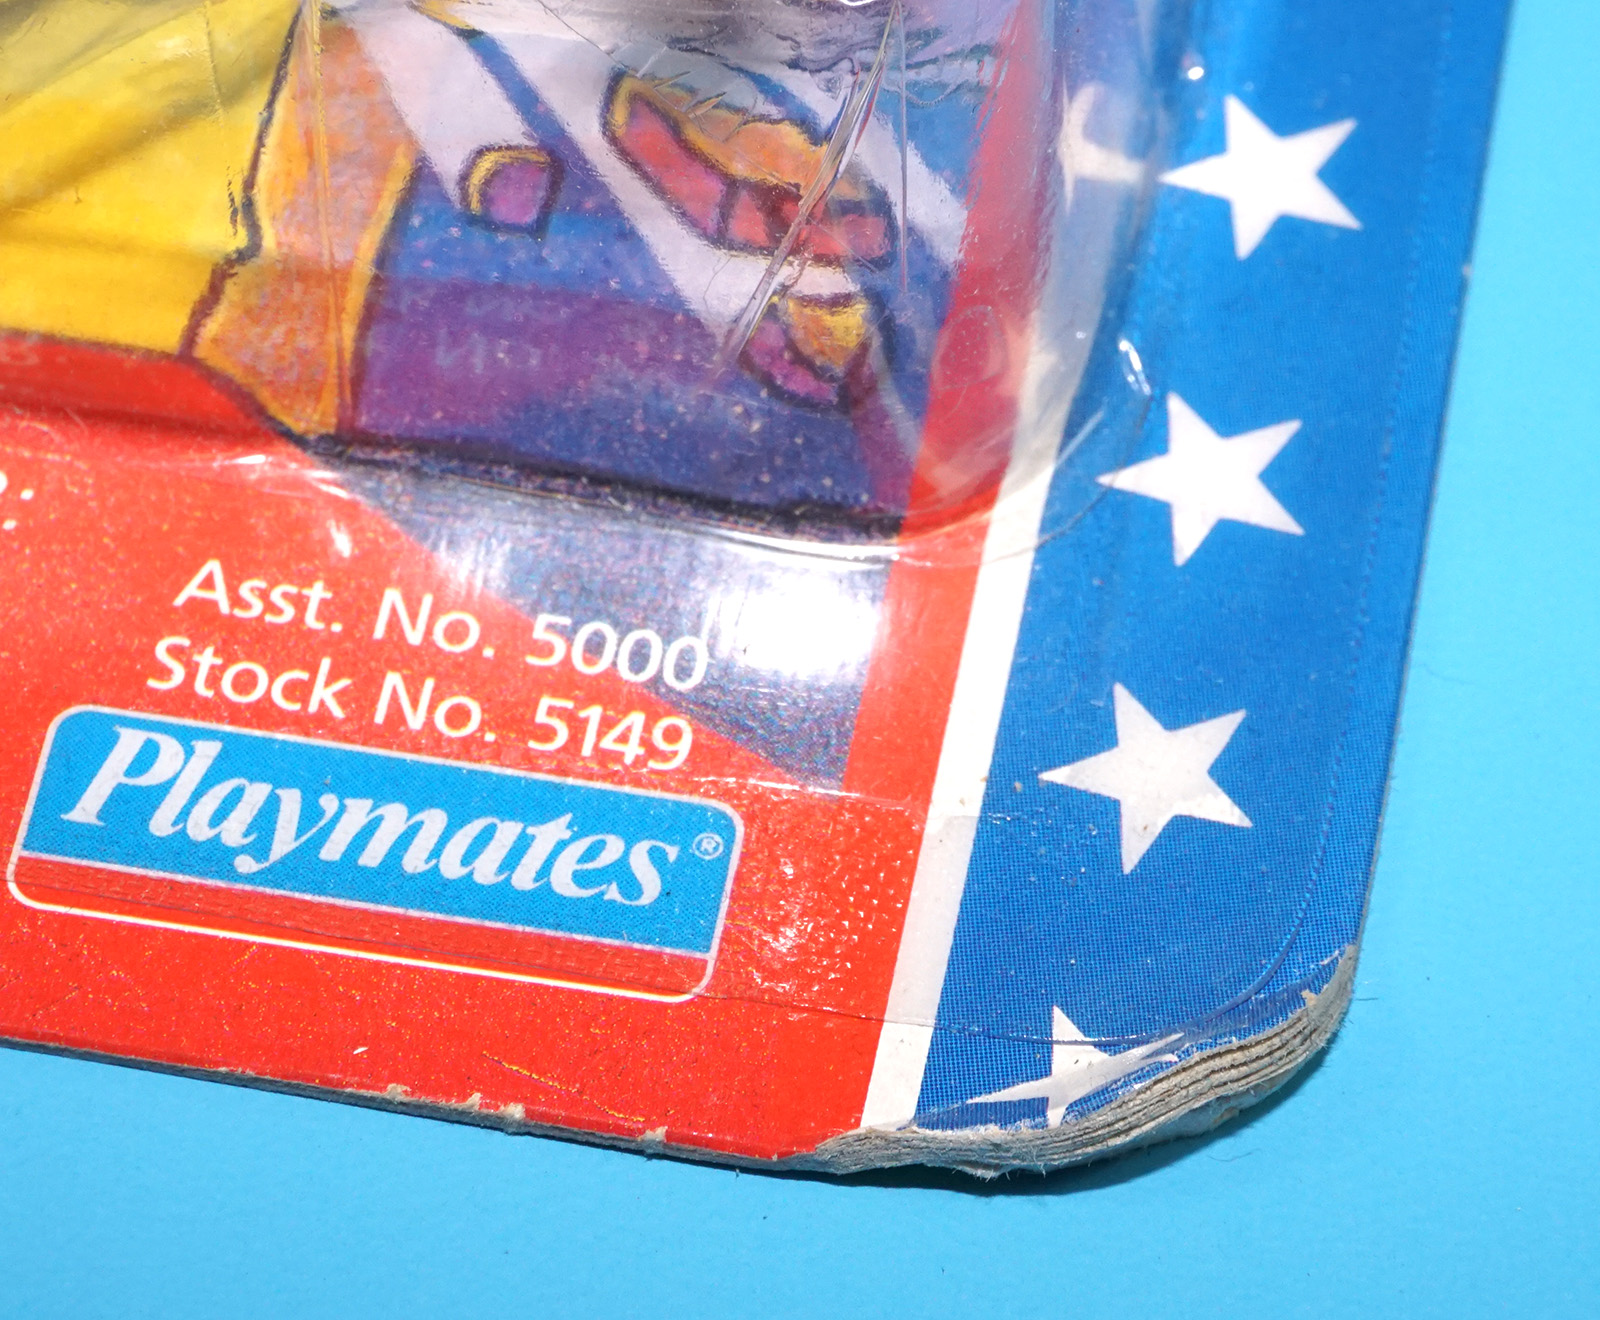 Asst. No. 5000
Stock No. 5149
Playmates®